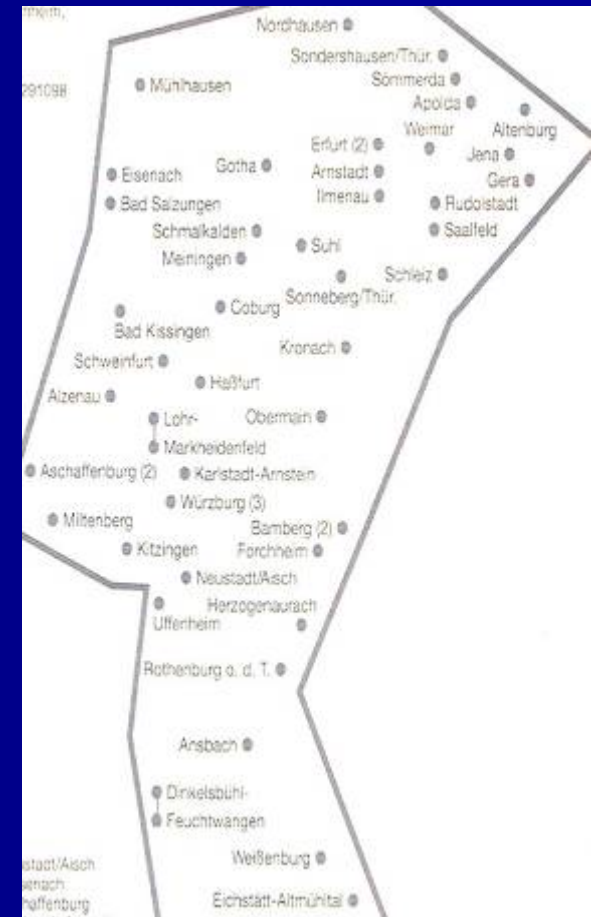 Nordhausen
Sondershausen/Thür.
Sömmerda
291098
Mühlhausen
Apolda
Altenburg
Weimar
Erfurt (2)
Jena
Gotha
Eisenach
Arnstadt
Gera
Ilmenau
Bad Salzungen
Rudolstadt
Schmalkalden
Saalfeld
Suhl
Meiningen
Schleiz
Sonneberg/Thür.
Coburg
Bad Kissingen
Kronach
Schweinfurt
Haßfurt
Alzenau
Lohr-
Obermain
Markheidenfeld
Aschaffenburg (2)
Karlstadt-Arnstein
Würzburg (3)
Miltenberg
Bamberg (2)
Kitzingen
Forchheim
Neustadt/Aisch
Herzogenaurach
Uffenheim
Rothenburg o. d. T.
Ansbach
Dinkelsbühl-
Feuchtwangen
Weißenburg
stadt/Aisch
senach
haffenburg
Eichstätt-Altmühltal